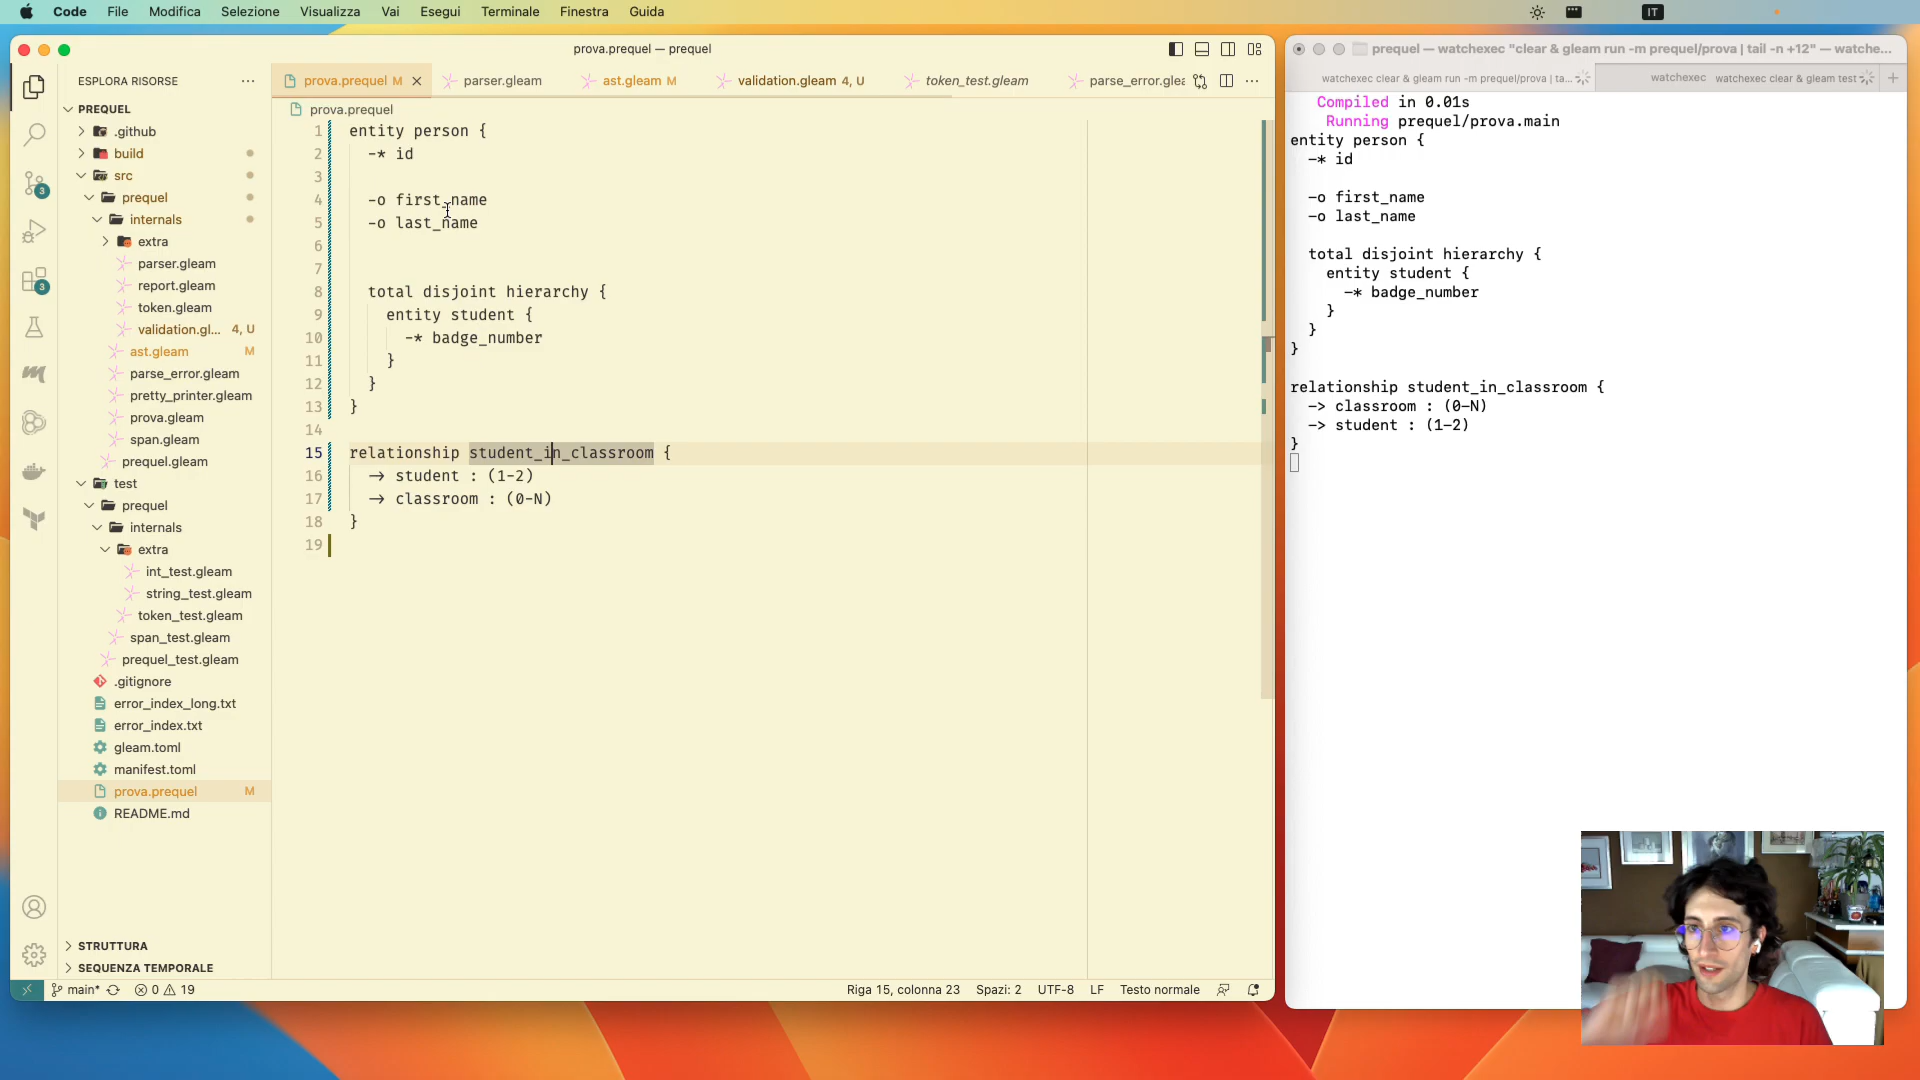 Code File Modifica Selezione Visualizza Vai Esegui Terminale Finestra Guida IT
prova.prequel — prequel
ESPLORA RISORSE
PREQUEL
.github
build
src
prequel
internals
extra
parser.gleam
report.gleam
token.gleam
validation.gl... 4, U
ast.gleam M
parse_error.gleam
pretty_printer.gleam
prova.gleam
span.gleam
prequel.gleam
test
prequel
internals
extra
int_test.gleam
string_test.gleam
token_test.gleam
span_test.gleam
prequel_test.gleam
.gitignore
error_index_long.txt
error_index.txt
gleam.toml
manifest.toml
prova.prequel M
README.md
STRUTTURA
SEQUENZA TEMPORALE
3
3
prova.prequel M parser.gleam ast.gleam M validation.gleam 4, U token_test.gleam parse_error.glea
prova.prequel
1 entity person {
2 -* id
3
4 -o first_name
5 -o last_name
6
7
8 total disjoint hierarchy {
9 entity student {
10 -* badge_number
11 }
12 }
13 }
14
15 relationship student_in_classroom {
16 -> student : (1-2)
17 -> classroom : (0-N)
18 }
19
main* 0 19 Riga 15, colonna 23 Spazi: 2 UTF-8 LF Testo normale
prequel — watchexec "clear & gleam run -m prequel/prova | tail -n +12" — watche...
watchexec clear & gleam run -m prequel/prova | ta... watchexec watchexec clear & gleam test
Compiled in 0.01s
Running prequel/prova.main
entity person {
-* id
-o first_name
-o last_name
total disjoint hierarchy {
entity student {
-* badge_number
}
}
}
relationship student_in_classroom {
-> classroom : (0-N)
-> student : (1-2)
}